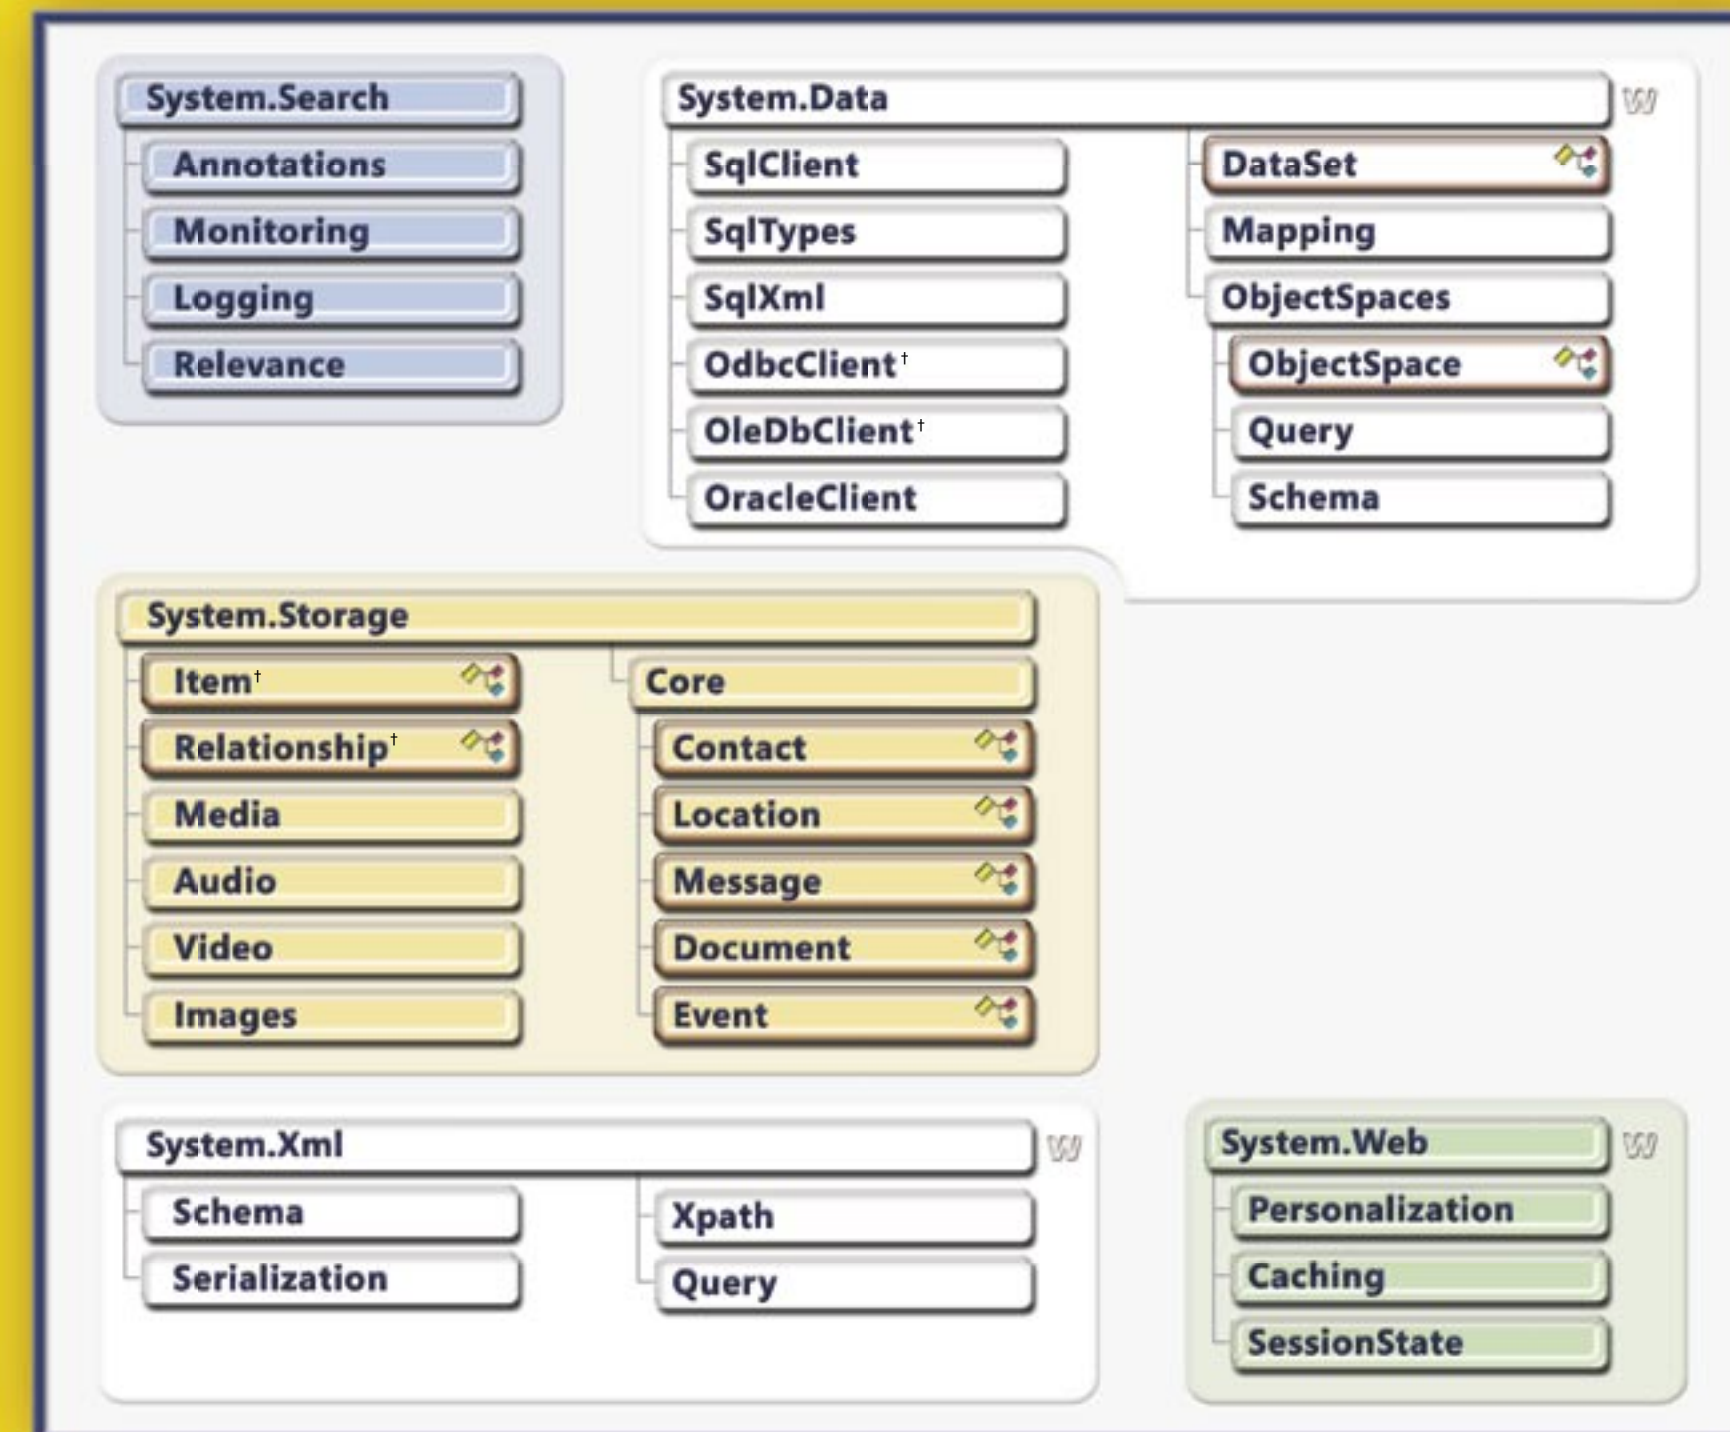 System.Search
Annotations
Monitoring
Logging
Relevance
System.Data W
SqlClient
SqlTypes
SqlXml
OdbcClient†
OleDbClient†
OracleClient
DataSet
Mapping
ObjectSpaces
ObjectSpace
Query
Schema
System.Storage
Item†
Relationship†
Media
Audio
Video
Images
Core
Contact
Location
Message
Document
Event
System.Xml W
Schema
Serialization
Xpath
Query
System.Web W
Personalization
Caching
SessionState